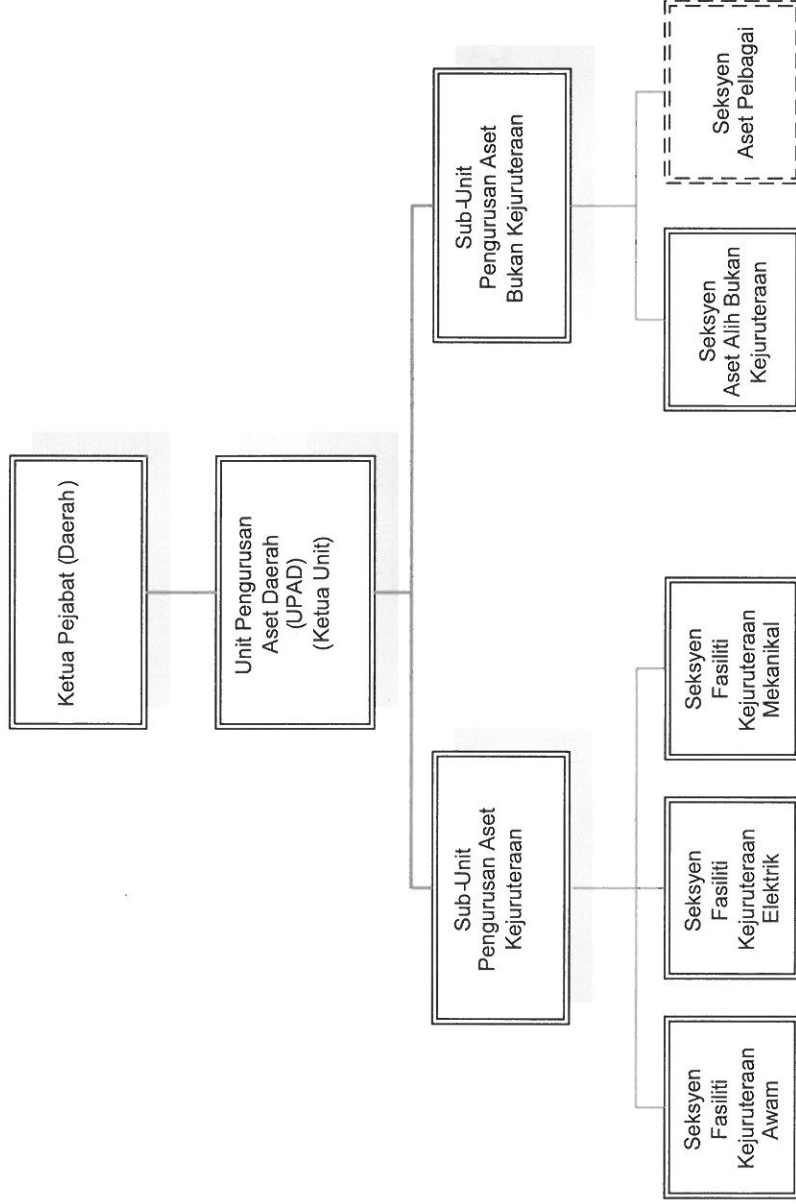 Ketua Pejabat (Daerah)
Unit Pengurusan
Aset Daerah
(UPAD)
(Ketua Unit)
Sub-Unit
Pengurusan Aset
Kejuruteraan
Sub-Unit
Pengurusan Aset
Bukan Kejuruteraan
Seksyen
Fasiliti
Kejuruteraan
Awam
Seksyen
Fasiliti
Kejuruteraan
Elektrik
Seksyen
Fasiliti
Kejuruteraan
Mekanikal
Seksyen
Aset Alih Bukan
Kejuruteraan
Seksyen
Aset Pelbagai